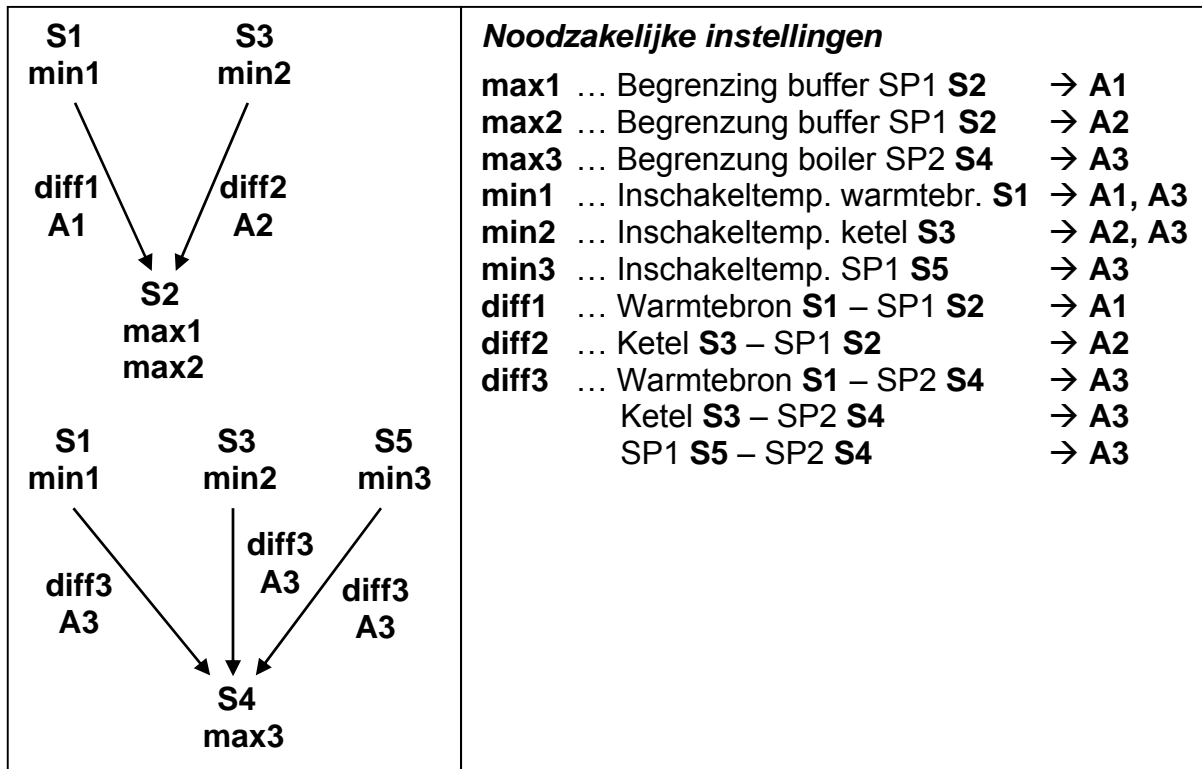 S1 S3
min1 min2
diff1 diff2
A1 A2
S2
max1
max2
S1 S3 S5
min1 min2 min3
diff3
A3
diff3 diff3
A3 A3
S4
max3
Noodzakelijke instellingen
max1 … Begrenzing buffer SP1 S2 → A1
max2 … Begrenzung buffer SP1 S2 → A2
max3 … Begrenzung boiler SP2 S4 → A3
min1 … Inschakeltemp. warmtebr. S1 → A1, A3
min2 … Inschakeltemp. ketel S3 → A2, A3
min3 … Inschakeltemp. SP1 S5 → A3
diff1 … Warmtebron S1 – SP1 S2 → A1
diff2 … Ketel S3 – SP1 S2 → A2
diff3 … Warmtebron S1 – SP2 S4 → A3
Ketel S3 – SP2 S4 → A3
SP1 S5 – SP2 S4 → A3